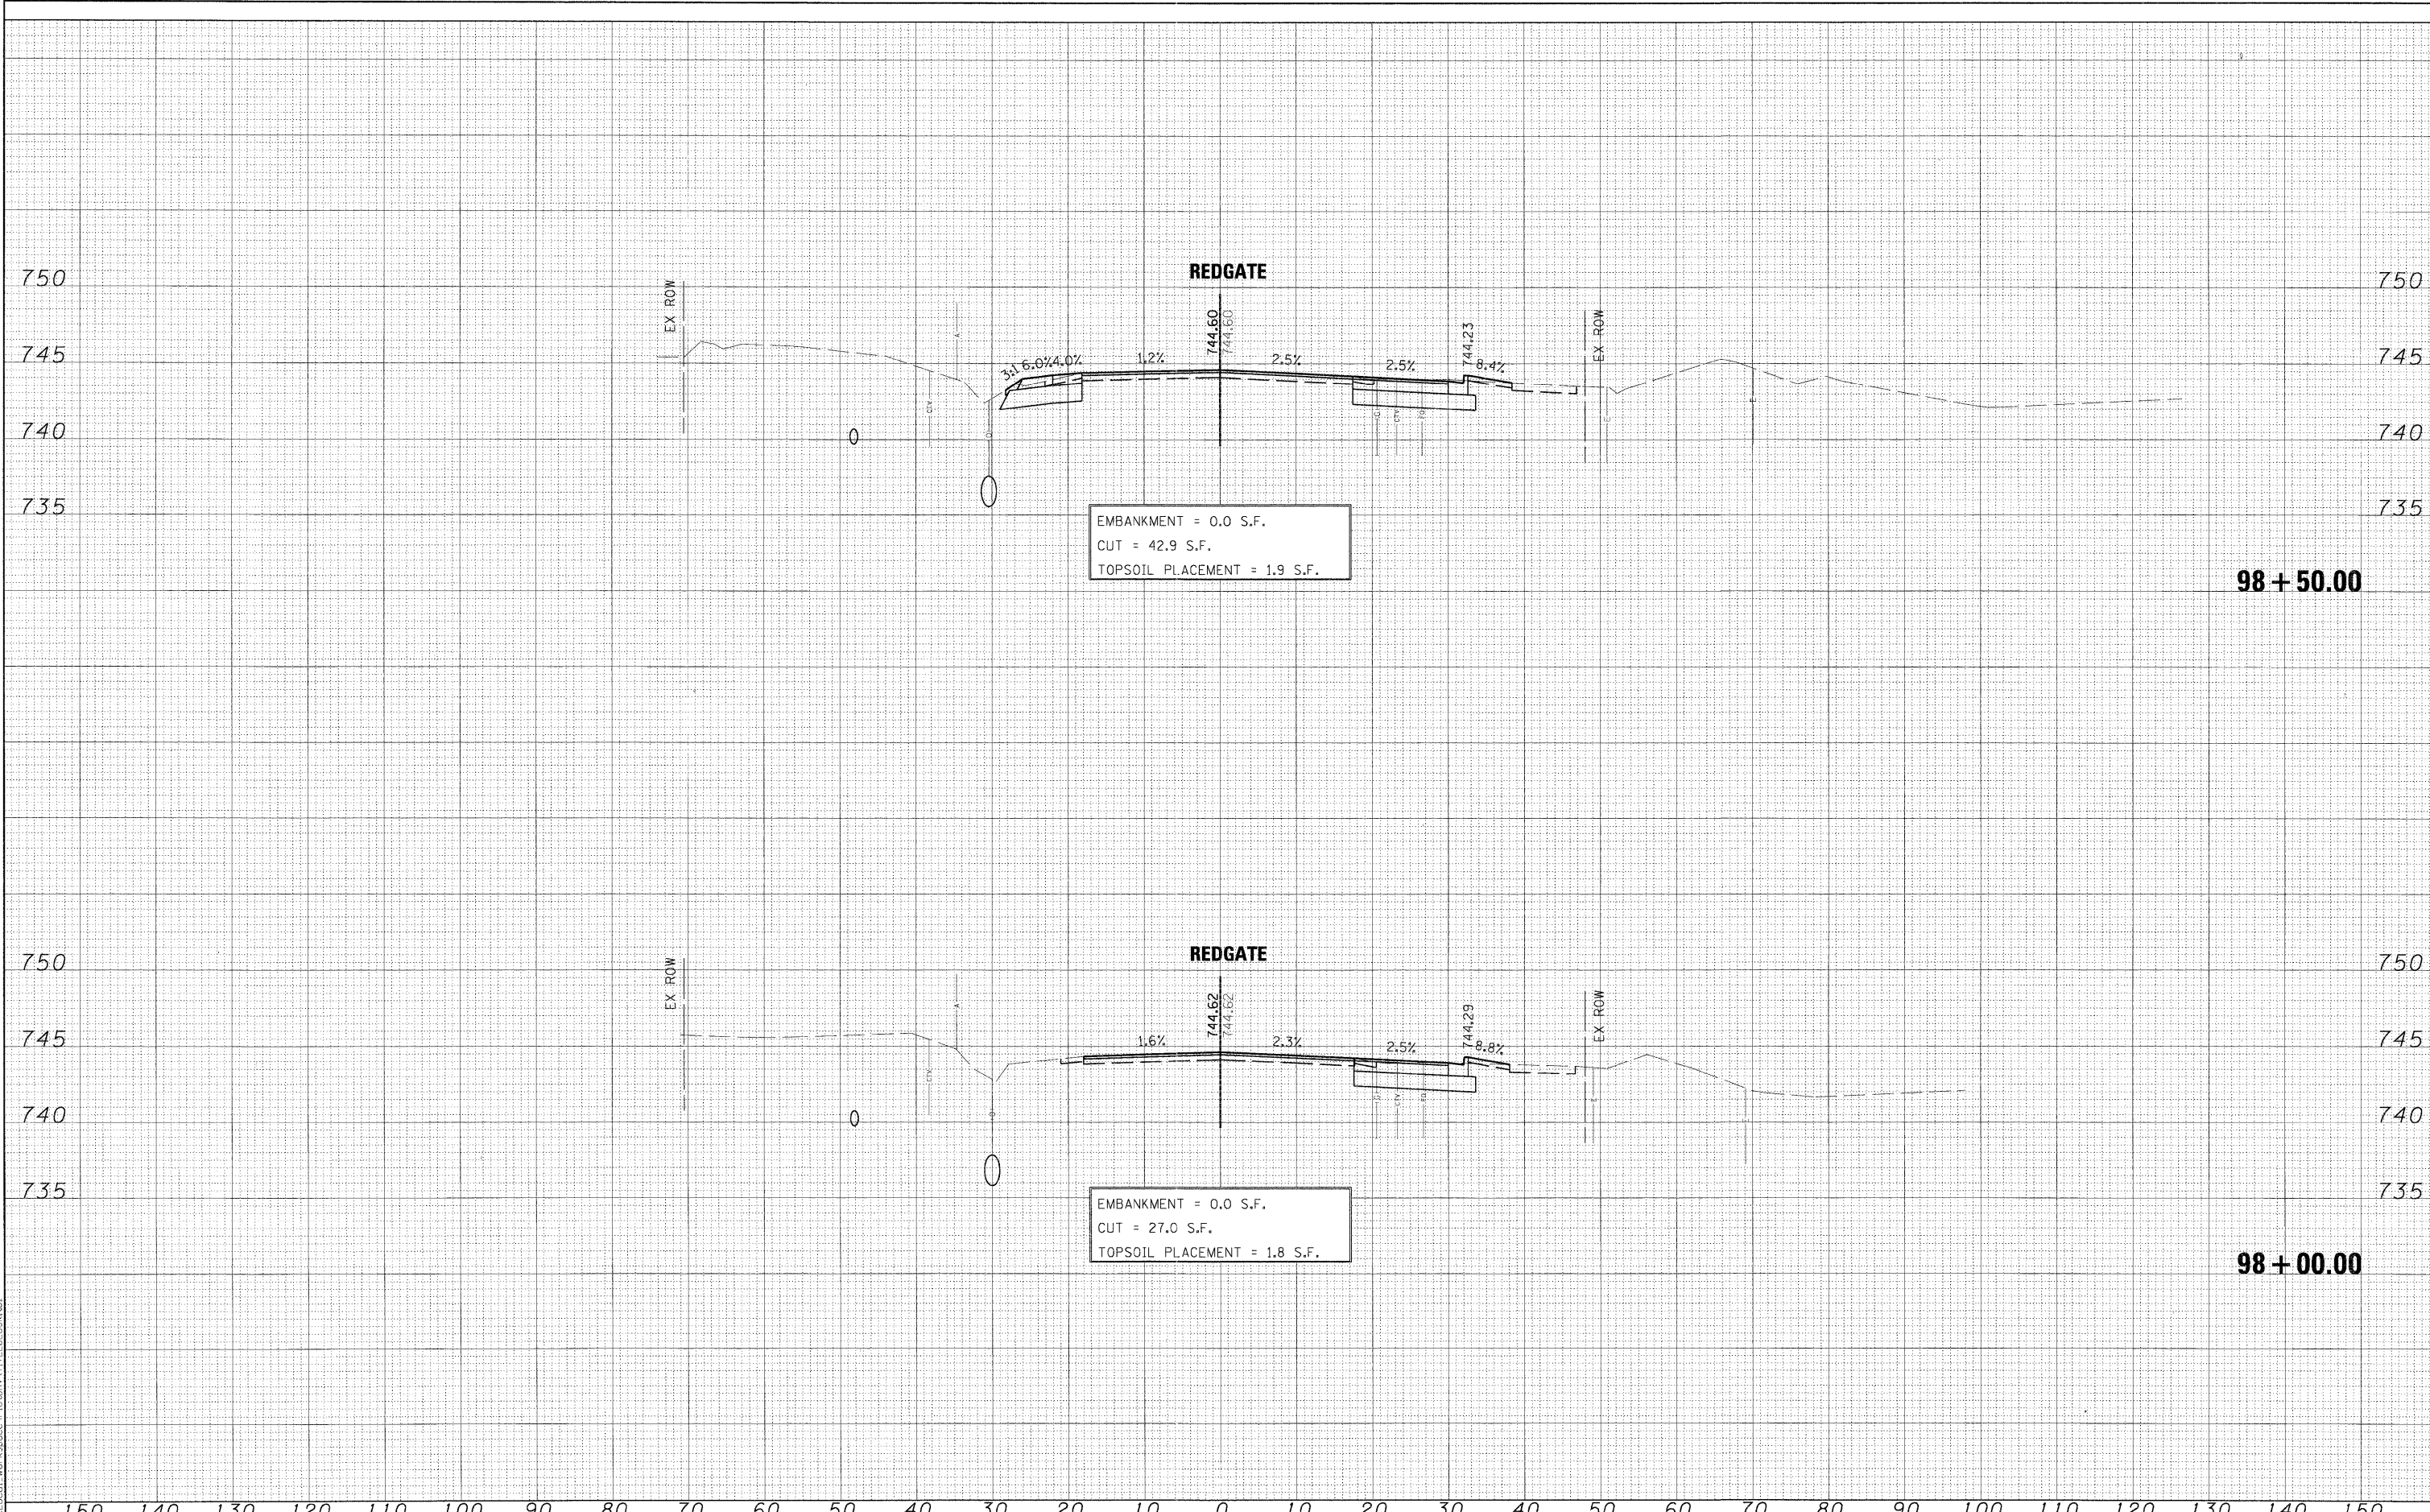 REDGATE
750 750
EX ROW
744.60
744.60
744.23
EX ROW
745 745
3:1 6.0% 4.0% 1.2% 2.5% 2.5% 8.4%
A
CTV
E
740 740
G CTV FO E
735 735
EMBANKMENT = 0.0 S.F.
CUT = 42.9 S.F.
TOPSOIL PLACEMENT = 1.9 S.F.
98 + 50.00
REDGATE
750 750
EX ROW
744.62
744.62
744.29
EX ROW
745 745
1.6% 2.3% 2.5% 8.8%
A
CTV
740 740
G CTV FO E
735 735
EMBANKMENT = 0.0 S.F.
CUT = 27.0 S.F.
TOPSOIL PLACEMENT = 1.8 S.F.
98 + 00.00
150 140 130 120 110 100 90 80 70 60 50 40 30 20 10 0 10 20 30 40 50 60 70 80 90 100 110 120 130 140 150